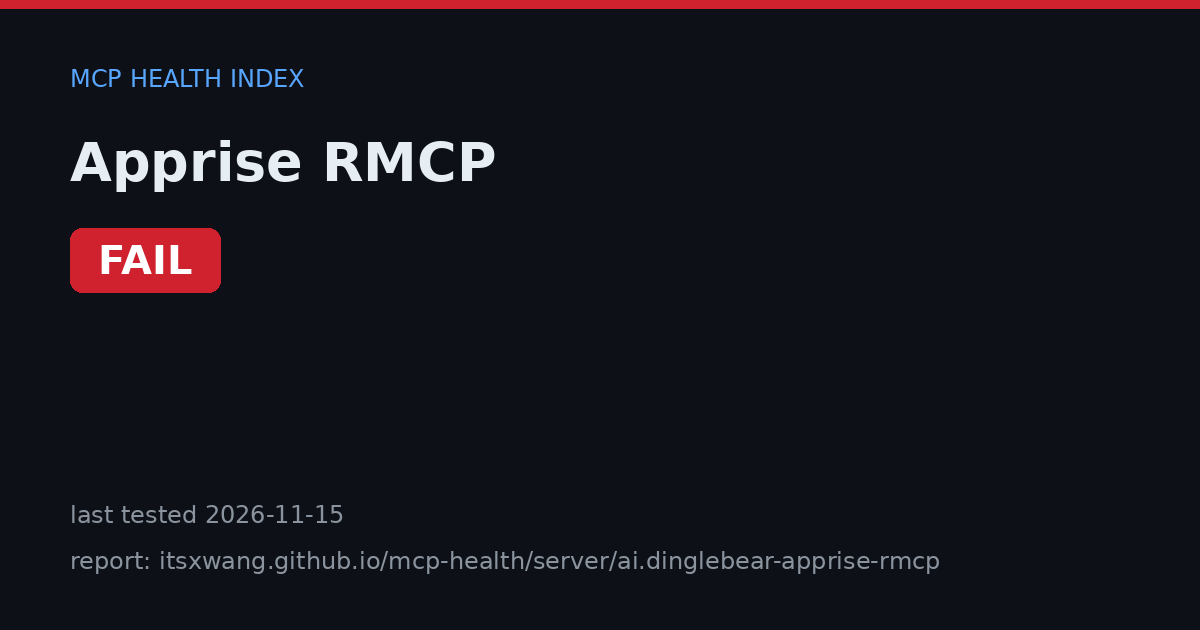 MCP HEALTH INDEX
Apprise RMCP
FAIL
last tested 2026-11-15
report: itsxwang.github.io/mcp-health/server/ai.dinglebear-apprise-rmcp